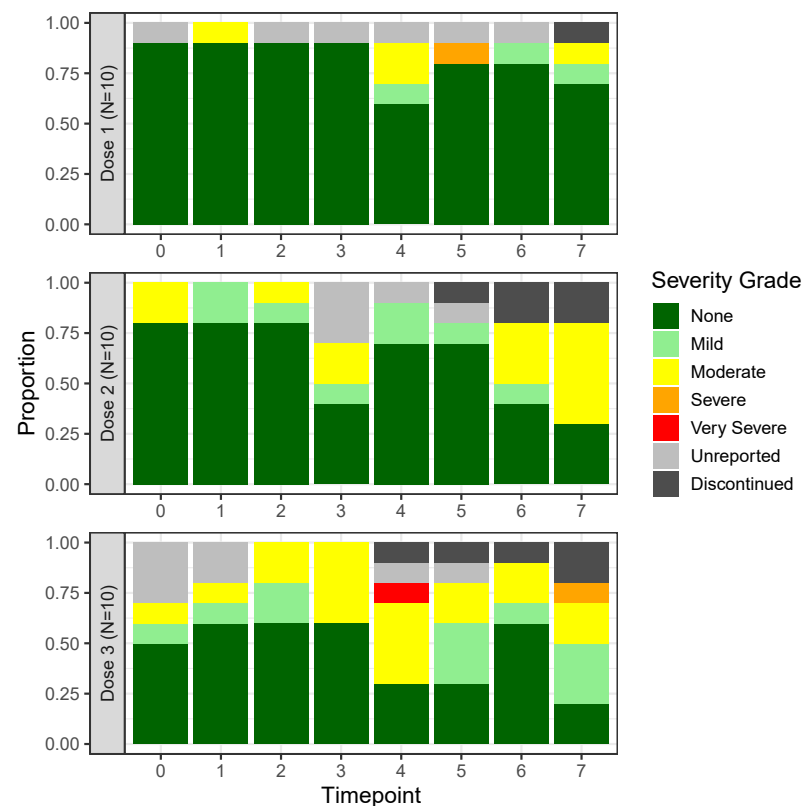 Proportion
Dose 1 (N=10)
1.00
0.75
0.50
0.25
0.00
0 1 2 3 4 5 6 7
Dose 2 (N=10)
1.00
0.75
0.50
0.25
0.00
0 1 2 3 4 5 6 7
Dose 3 (N=10)
1.00
0.75
0.50
0.25
0.00
0 1 2 3 4 5 6 7
Timepoint
Severity Grade
None
Mild
Moderate
Severe
Very Severe
Unreported
Discontinued